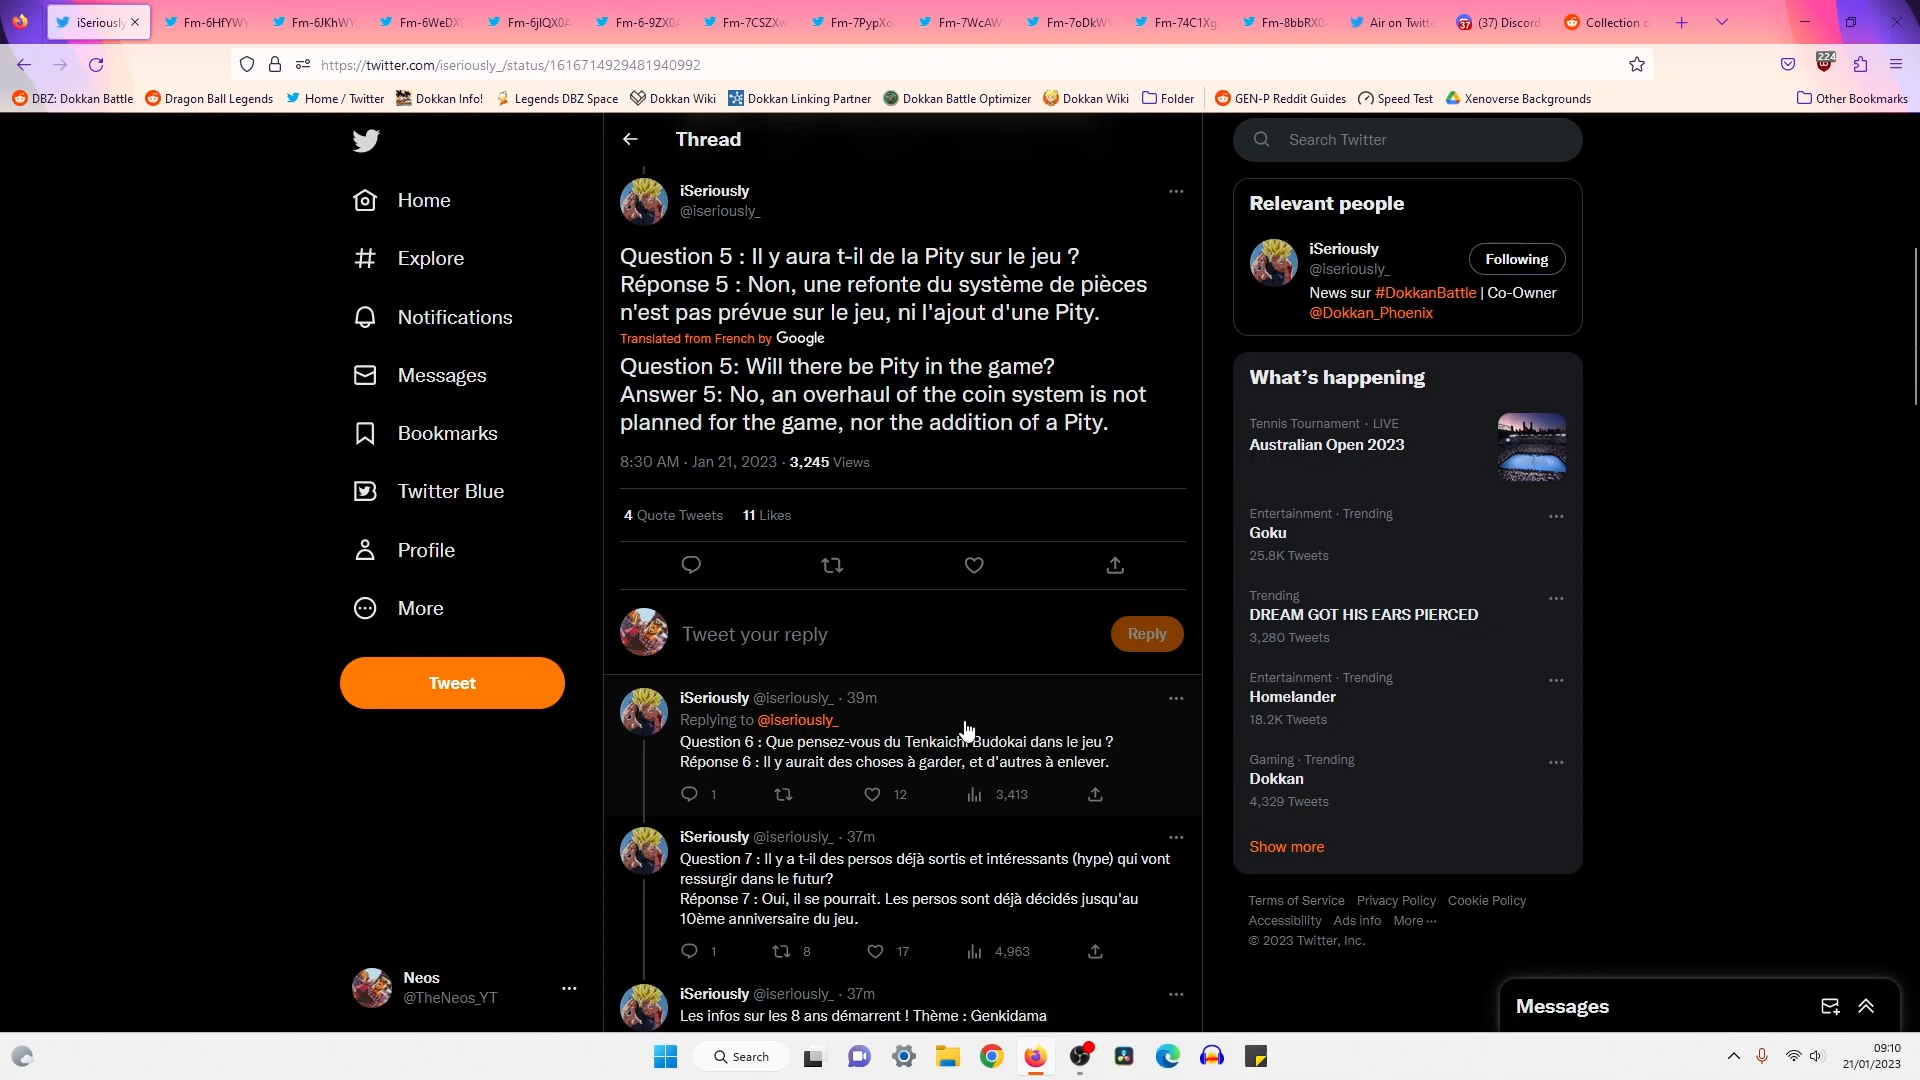 iSeriously
Fm-6HfYW
Fm-6JKhW
Fm-6WeDX
Fm-6jIQX0
Fm-6-9ZX0
Fm-7CSZX
Fm-7PypX
Fm-7WcAW
Fm-7oDkW
Fm-74C1Xg
Fm-8bbRX0
Air on Twitte
(37) Discord
Collection o
https://twitter.com/iseriously_/status/1616714929481940992
224
DBZ: Dokkan Battle
Dragon Ball Legends
Home / Twitter
Dokkan Info!
Legends DBZ Space
Dokkan Wiki
Dokkan Linking Partner
Dokkan Battle Optimizer
Dokkan Wiki
Folder
GEN-P Reddit Guides
Speed Test
Xenoverse Backgrounds
Other Bookmarks
Home
Explore
Notifications
Messages
Bookmarks
Twitter Blue
Profile
More
Tweet
Neos
@TheNeos_YT
Thread
iSeriously
@iseriously_
Question 5 : Il y aura t-il de la Pity sur le jeu ?
Réponse 5 : Non, une refonte du système de pièces
n'est pas prévue sur le jeu, ni l'ajout d'une Pity.
Translated from French by Google
Question 5: Will there be Pity in the game?
Answer 5: No, an overhaul of the coin system is not
planned for the game, nor the addition of a Pity.
8:30 AM · Jan 21, 2023 · 3,245 Views
4 Quote Tweets 11 Likes
Tweet your reply
Reply
iSeriously @iseriously_ · 39m
Replying to @iseriously_
Question 6 : Que pensez-vous du Tenkaichi Budokai dans le jeu ?
Réponse 6 : Il y aurait des choses à garder, et d'autres à enlever.
1 12 3,413
iSeriously @iseriously_ · 37m
Question 7 : Il y a t-il des persos déjà sortis et intéressants (hype) qui vont
ressurgir dans le futur?
Réponse 7 : Oui, il se pourrait. Les persos sont déjà décidés jusqu'au
10ème anniversaire du jeu.
1 8 17 4,963
iSeriously @iseriously_ · 37m
Les infos sur les 8 ans démarrent ! Thème : Genkidama
Search Twitter
Relevant people
iSeriously
@iseriously_
Following
News sur #DokkanBattle | Co-Owner
@Dokkan_Phoenix
What's happening
Tennis Tournament · LIVE
Australian Open 2023
Entertainment · Trending
Goku
25.8K Tweets
Trending
DREAM GOT HIS EARS PIERCED
3,280 Tweets
Entertainment · Trending
Homelander
18.2K Tweets
Gaming · Trending
Dokkan
4,329 Tweets
Show more
Terms of Service Privacy Policy Cookie Policy
Accessibility Ads info More ···
© 2023 Twitter, Inc.
Messages
Search
09:10
21/01/2023